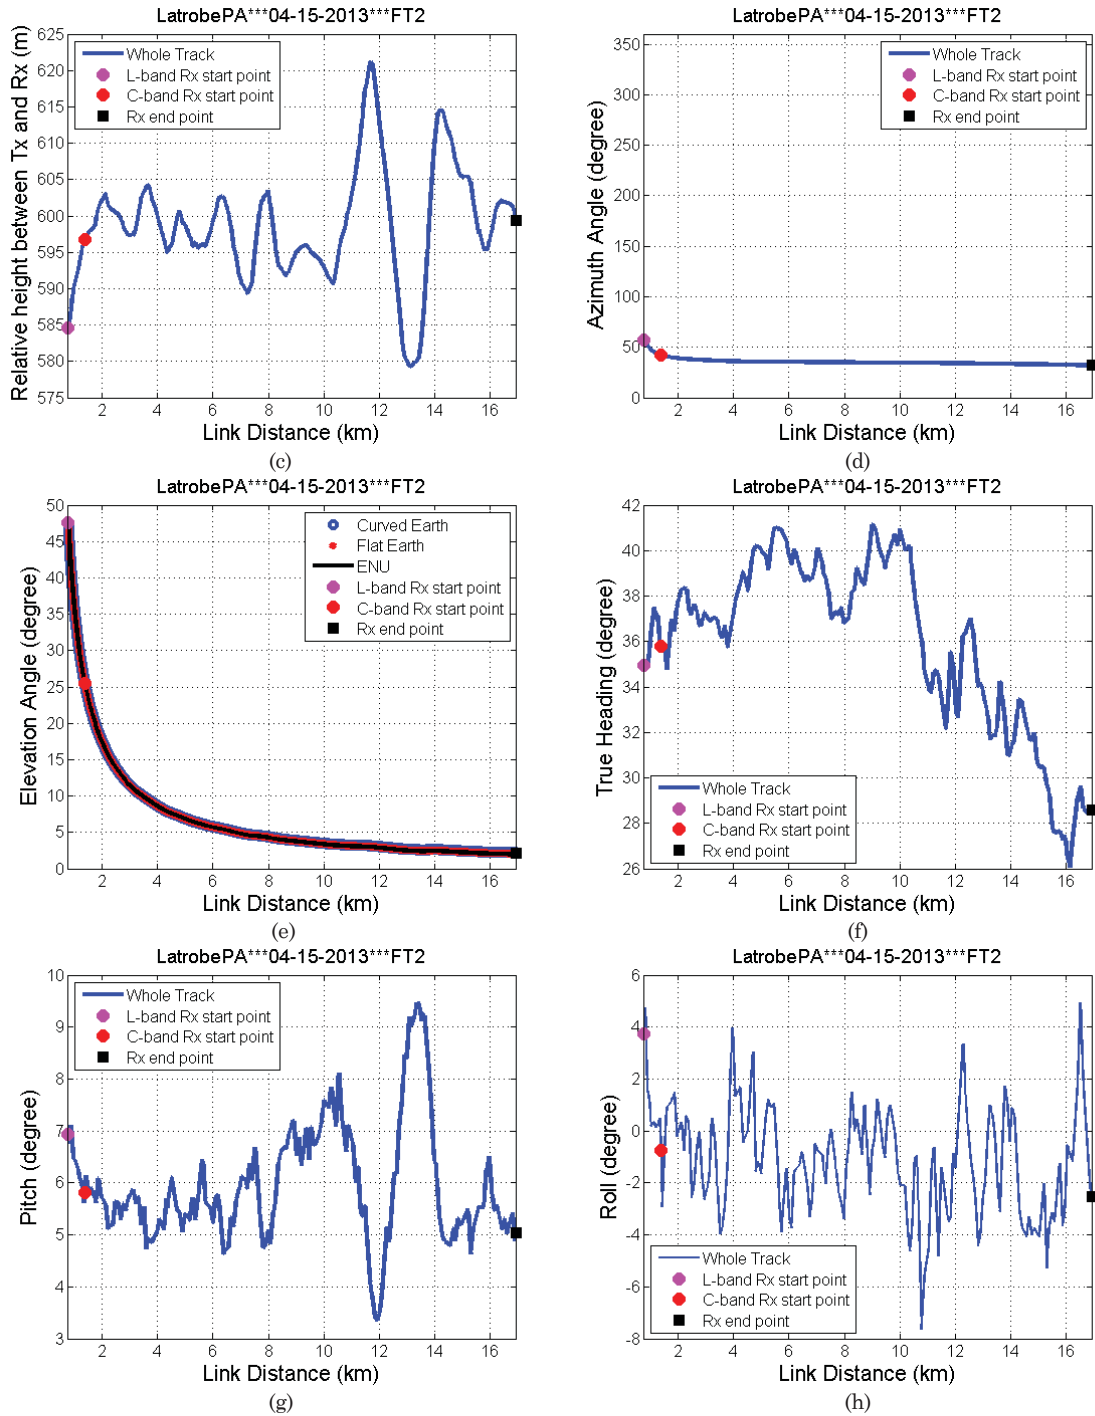 LatrobePA***04-15-2013***FT2
Relative height between Tx and Rx (m)
625
620
615
610
605
600
595
590
585
580
575
Whole Track
L-band Rx start point
C-band Rx start point
Rx end point
2 4 6 8 10 12 14 16
Link Distance (km)
(c)
LatrobePA***04-15-2013***FT2
Azimuth Angle (degree)
350
300
250
200
150
100
50
0
Whole Track
L-band Rx start point
C-band Rx start point
Rx end point
2 4 6 8 10 12 14 16
Link Distance (km)
(d)
LatrobePA***04-15-2013***FT2
Elevation Angle (degree)
50
45
40
35
30
25
20
15
10
5
0
Curved Earth
Flat Earth
ENU
L-band Rx start point
C-band Rx start point
Rx end point
2 4 6 8 10 12 14 16
Link Distance (km)
(e)
LatrobePA***04-15-2013***FT2
True Heading (degree)
42
40
38
36
34
32
30
28
26
Whole Track
L-band Rx start point
C-band Rx start point
Rx end point
2 4 6 8 10 12 14 16
Link Distance (km)
(f)
LatrobePA***04-15-2013***FT2
Pitch (degree)
10
9
8
7
6
5
4
3
Whole Track
L-band Rx start point
C-band Rx start point
Rx end point
2 4 6 8 10 12 14 16
Link Distance (km)
(g)
LatrobePA***04-15-2013***FT2
Roll (degree)
6
4
2
0
-2
-4
-6
-8
Whole Track
L-band Rx start point
C-band Rx start point
Rx end point
2 4 6 8 10 12 14 16
Link Distance (km)
(h)